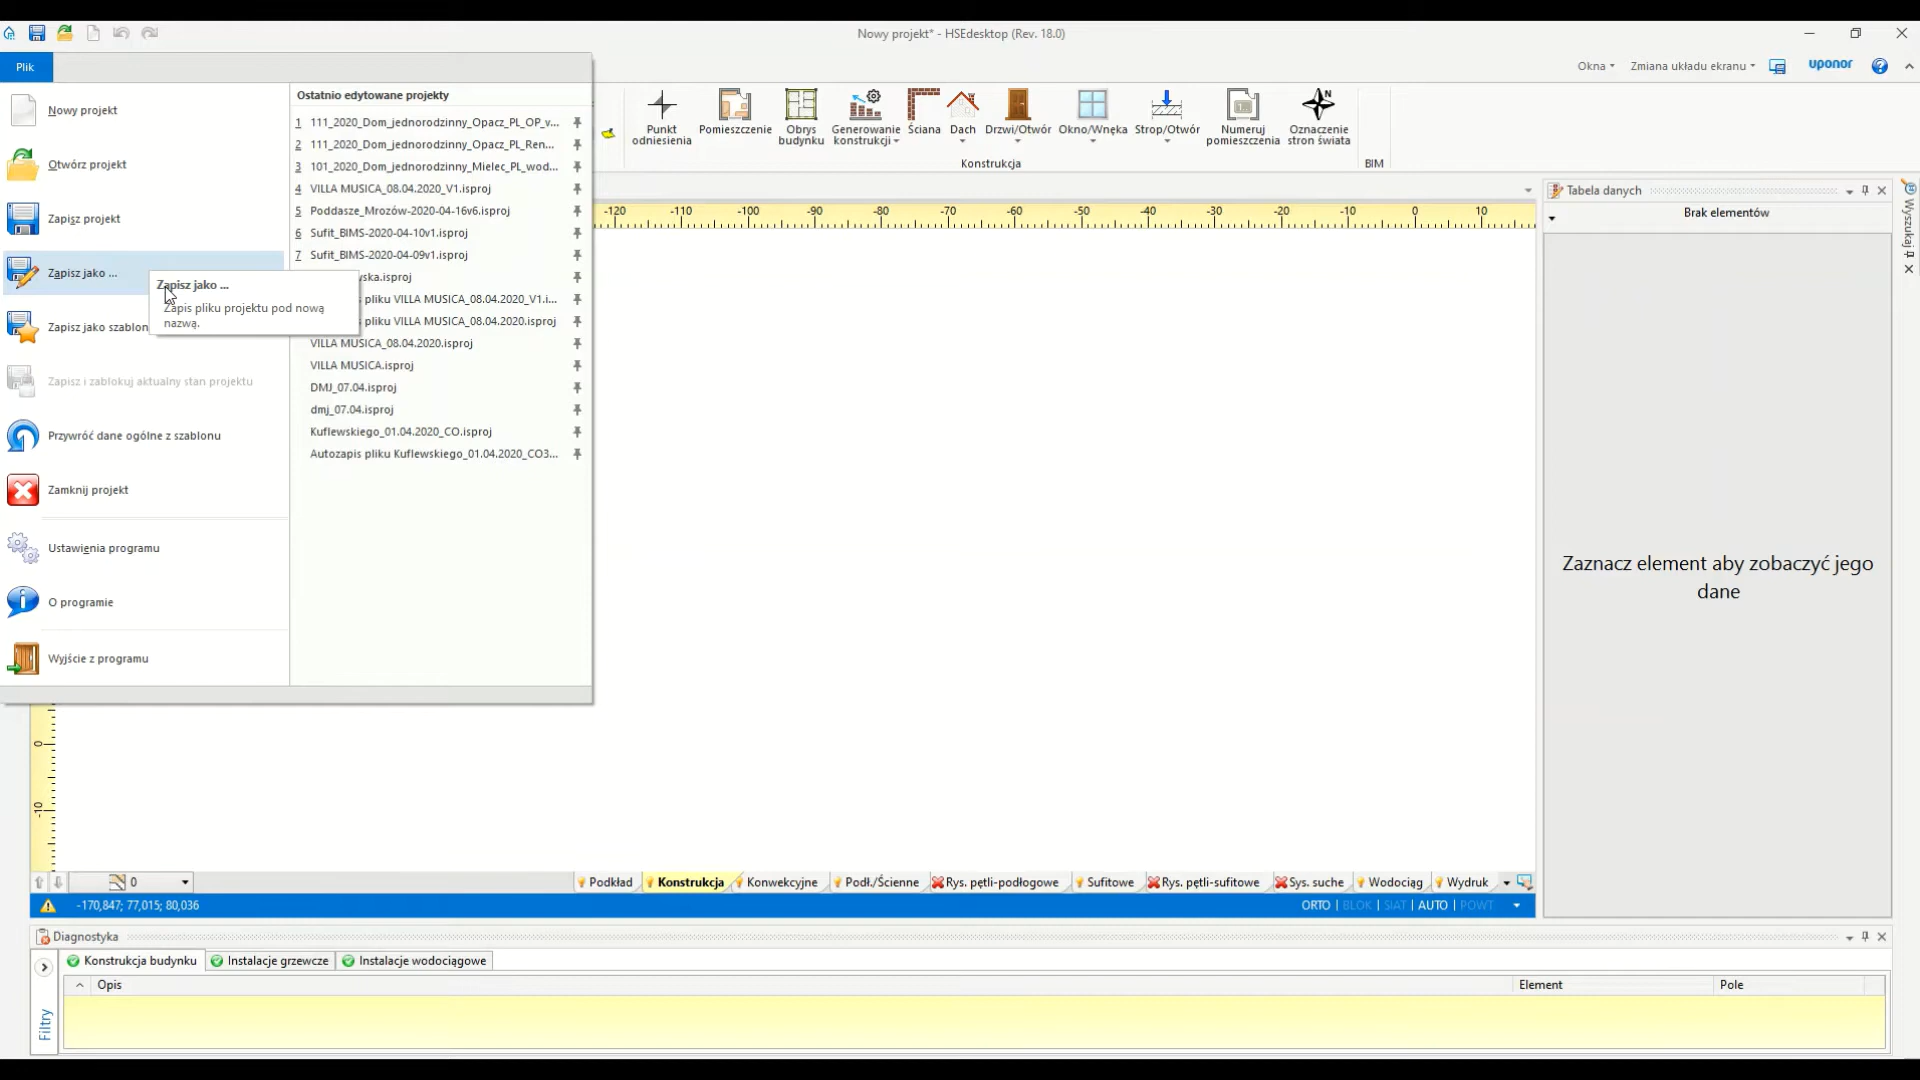 Nowy projekt* - HSEdesktop (Rev. 18.0)
Plik
Okna
Zmiana układu ekranu
uponor
Nowy projekt
Otwórz projekt
Zapisz projekt
Zapisz jako ...
Zapisz jako szablon
Zapisz i zablokuj aktualny stan projektu
Przywróć dane ogólne z szablonu
Zamknij projekt
Ustawienia programu
O programie
Wyjście z programu
Zapisz jako ...
Zapis pliku projektu pod nową
nazwą.
Ostatnio edytowane projekty
1 111_2020_Dom_jednorodzinny_Opacz_PL_OP_v...
2 111_2020_Dom_jednorodzinny_Opacz_PL_Ren...
3 101_2020_Dom_jednorodzinny_Mielec_PL_wod...
4 VILLA MUSICA_08.04.2020_V1.isproj
5 Poddasze_Mrozów-2020-04-16v6.isproj
6 Sufit_BIMS-2020-04-10v1.isproj
7 Sufit_BIMS-2020-04-09v1.isproj
vska.isproj
pliku VILLA MUSICA_08.04.2020_V1.i...
pliku VILLA MUSICA_08.04.2020.isproj
VILLA MUSICA_08.04.2020.isproj
VILLA MUSICA.isproj
DMJ_07.04.isproj
dmj_07.04.isproj
Kuflewskiego_01.04.2020_CO.isproj
Autozapis pliku Kuflewskiego_01.04.2020_CO3...
Punkt
odniesienia
Pomieszczenie
Obrys
budynku
Generowanie
konstrukcji
Ściana
Dach
Drzwi/Otwór
Okno/Wnęka
Strop/Otwór
Numeruj
pomieszczenia
Oznaczenie
stron świata
Konstrukcja
BIM
-120 -110 -100 -90 -80 -70 -60 -50 -40 -30 -20 -10 0 10
Tabela danych
Brak elementów
Zaznacz element aby zobaczyć jego
dane
Wyszukaj
0
-10
0
Podkład
Konstrukcja
Konwekcyjne
Podł./Ścienne
Rys. pętli-podłogowe
Sufitowe
Rys. pętli-sufitowe
Sys. suche
Wodociąg
Wydruk
-170,847; 77,015; 80,036
ORTO | BLOK | SIAT | AUTO | POWT
Diagnostyka
Konstrukcja budynku
Instalacje grzewcze
Instalacje wodociągowe
Opis
Element
Pole
Filtry